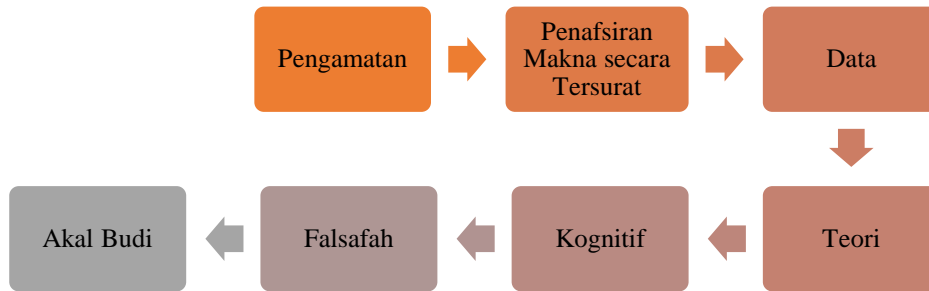 Pengamatan
Penafsiran
Makna secara
Tersurat
Data
Teori
Kognitif
Falsafah
Akal Budi